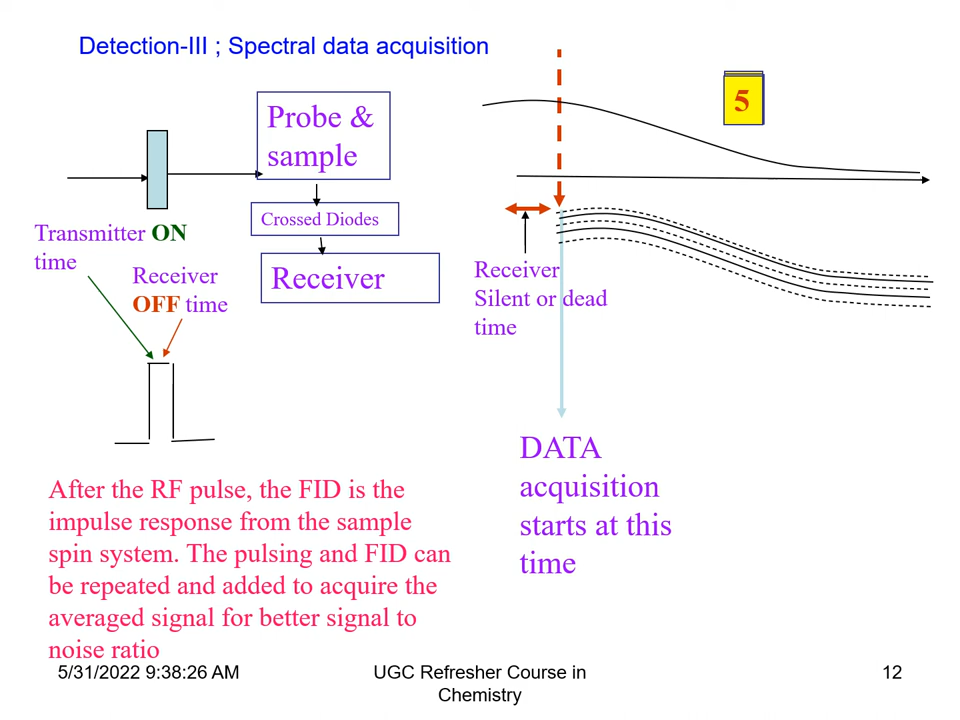 Detection-III ; Spectral data acquisition
5
Probe &
sample
Crossed Diodes
Receiver
Transmitter ON
time
Receiver
OFF time
Receiver
Silent or dead
time
DATA
acquisition
starts at this
time
After the RF pulse, the FID is the
impulse response from the sample
spin system. The pulsing and FID can
be repeated and added to acquire the
averaged signal for better signal to
noise ratio
5/31/2022 9:38:26 AM
UGC Refresher Course in
Chemistry
12